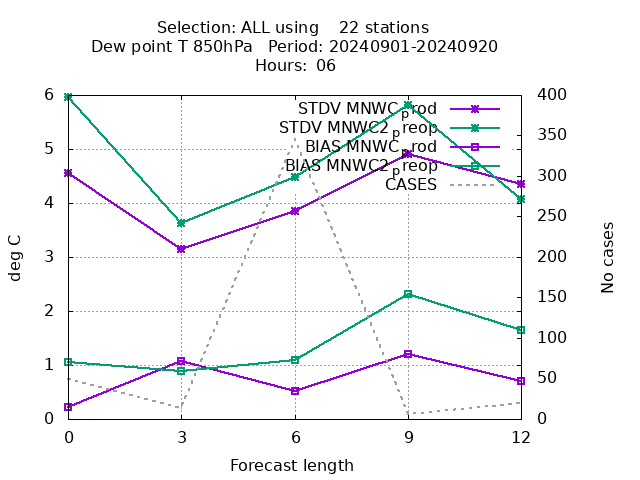 Selection: ALL using 22 stations
Dew point T 850hPa Period: 20240901-20240920
Hours: 06
STDV MNWC_prod
STDV MNWC2_preop
BIAS MNWC_prod
BIAS MNWC2_preop
CASES
6
5
4
3
2
1
0
deg C
400
350
300
250
200
150
100
50
0
No cases
0 3 6 9 12
Forecast length